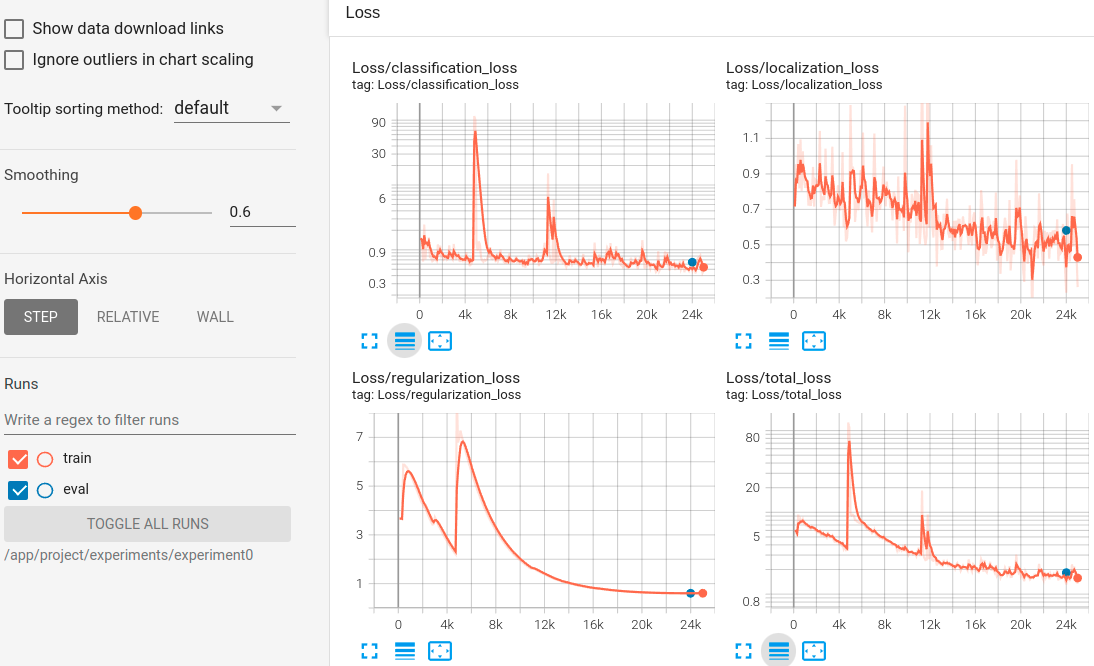 Show data download links
Ignore outliers in chart scaling
Tooltip sorting method: default
Smoothing
0.6
Horizontal Axis
STEP RELATIVE WALL
Runs
Write a regex to filter runs
train
eval
TOGGLE ALL RUNS
/app/project/experiments/experiment0
Loss
Loss/classification_loss
tag: Loss/classification_loss
90
30
6
0.9
0.3
0 4k 8k 12k 16k 20k 24k
Loss/localization_loss
tag: Loss/localization_loss
1.1
0.9
0.7
0.5
0.3
0 4k 8k 12k 16k 20k 24k
Loss/regularization_loss
tag: Loss/regularization_loss
7
5
3
1
0 4k 8k 12k 16k 20k 24k
Loss/total_loss
tag: Loss/total_loss
80
20
5
0.8
0 4k 8k 12k 16k 20k 24k